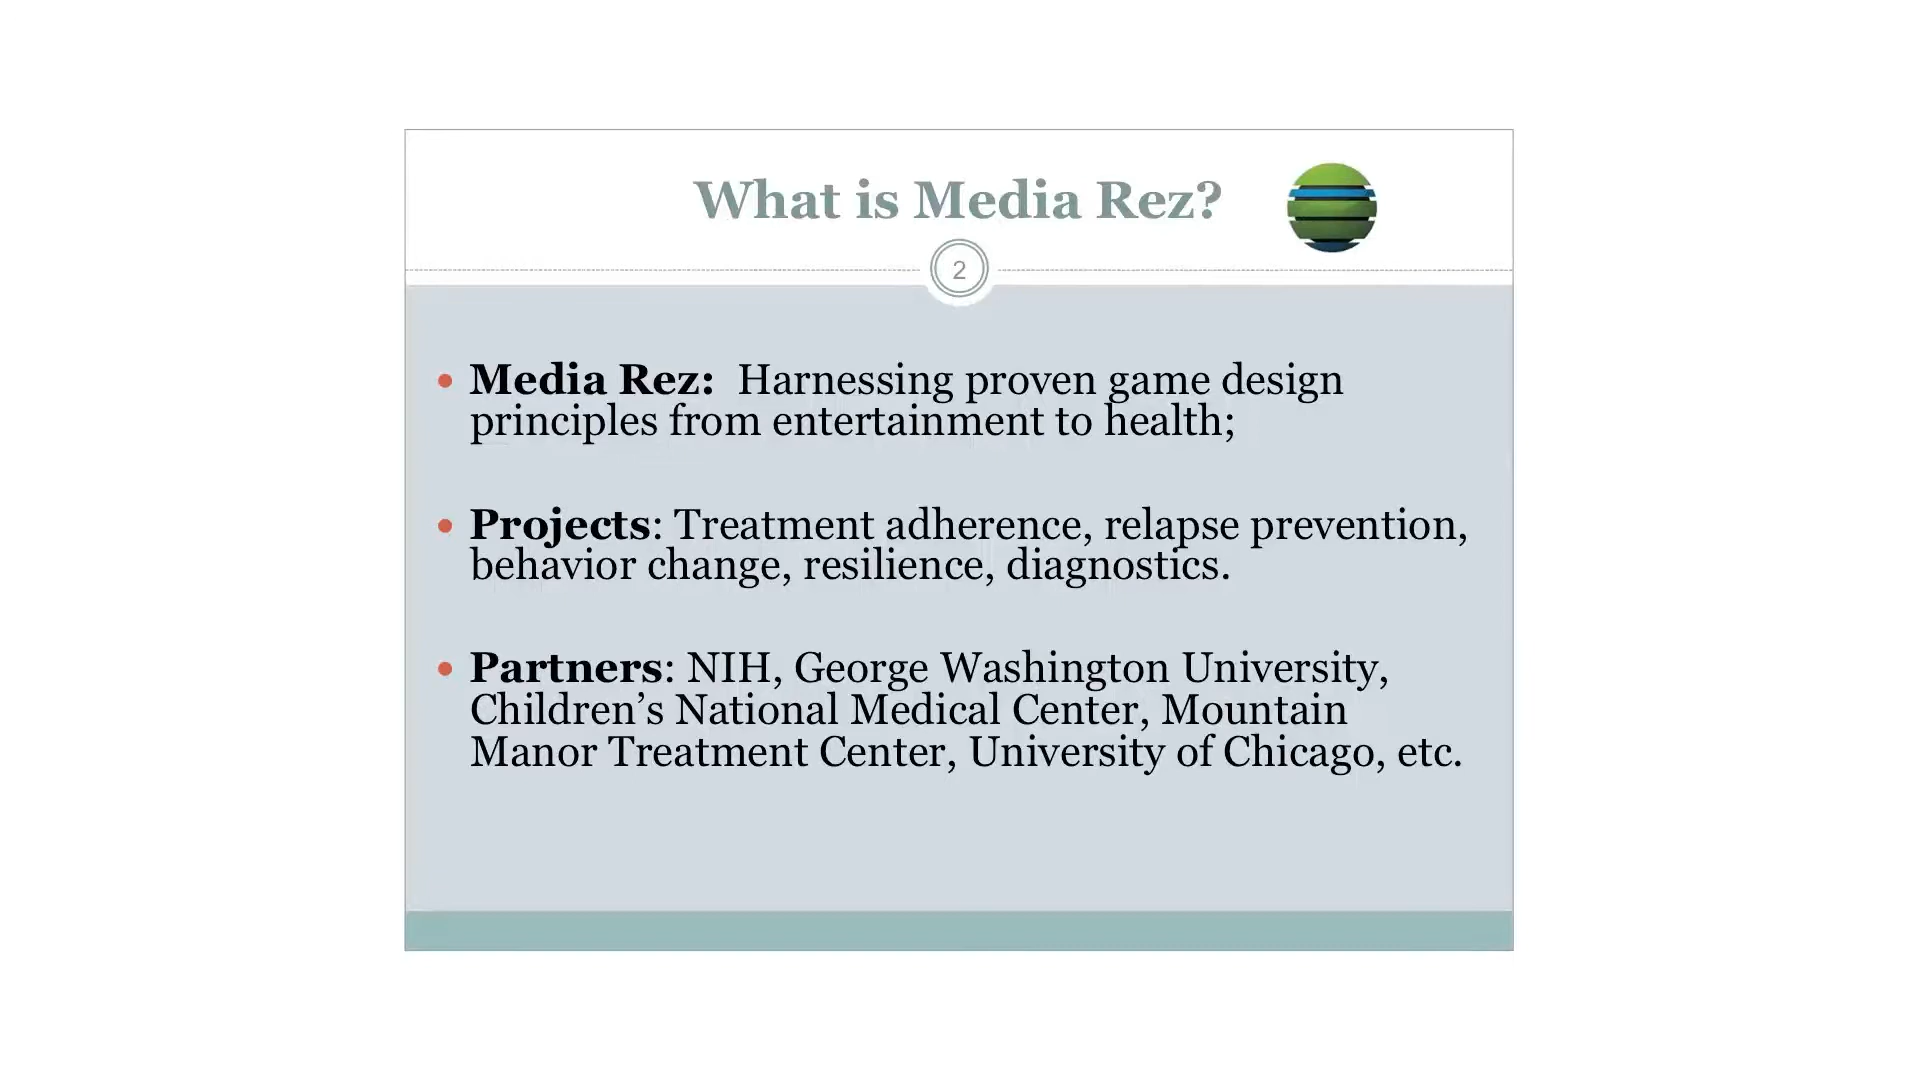 What is Media Rez?
2
• Media Rez:  Harnessing proven game design
principles from entertainment to health;
• Projects: Treatment adherence, relapse prevention,
behavior change, resilience, diagnostics.
• Partners: NIH, George Washington University,
Children’s National Medical Center, Mountain
Manor Treatment Center, University of Chicago, etc.